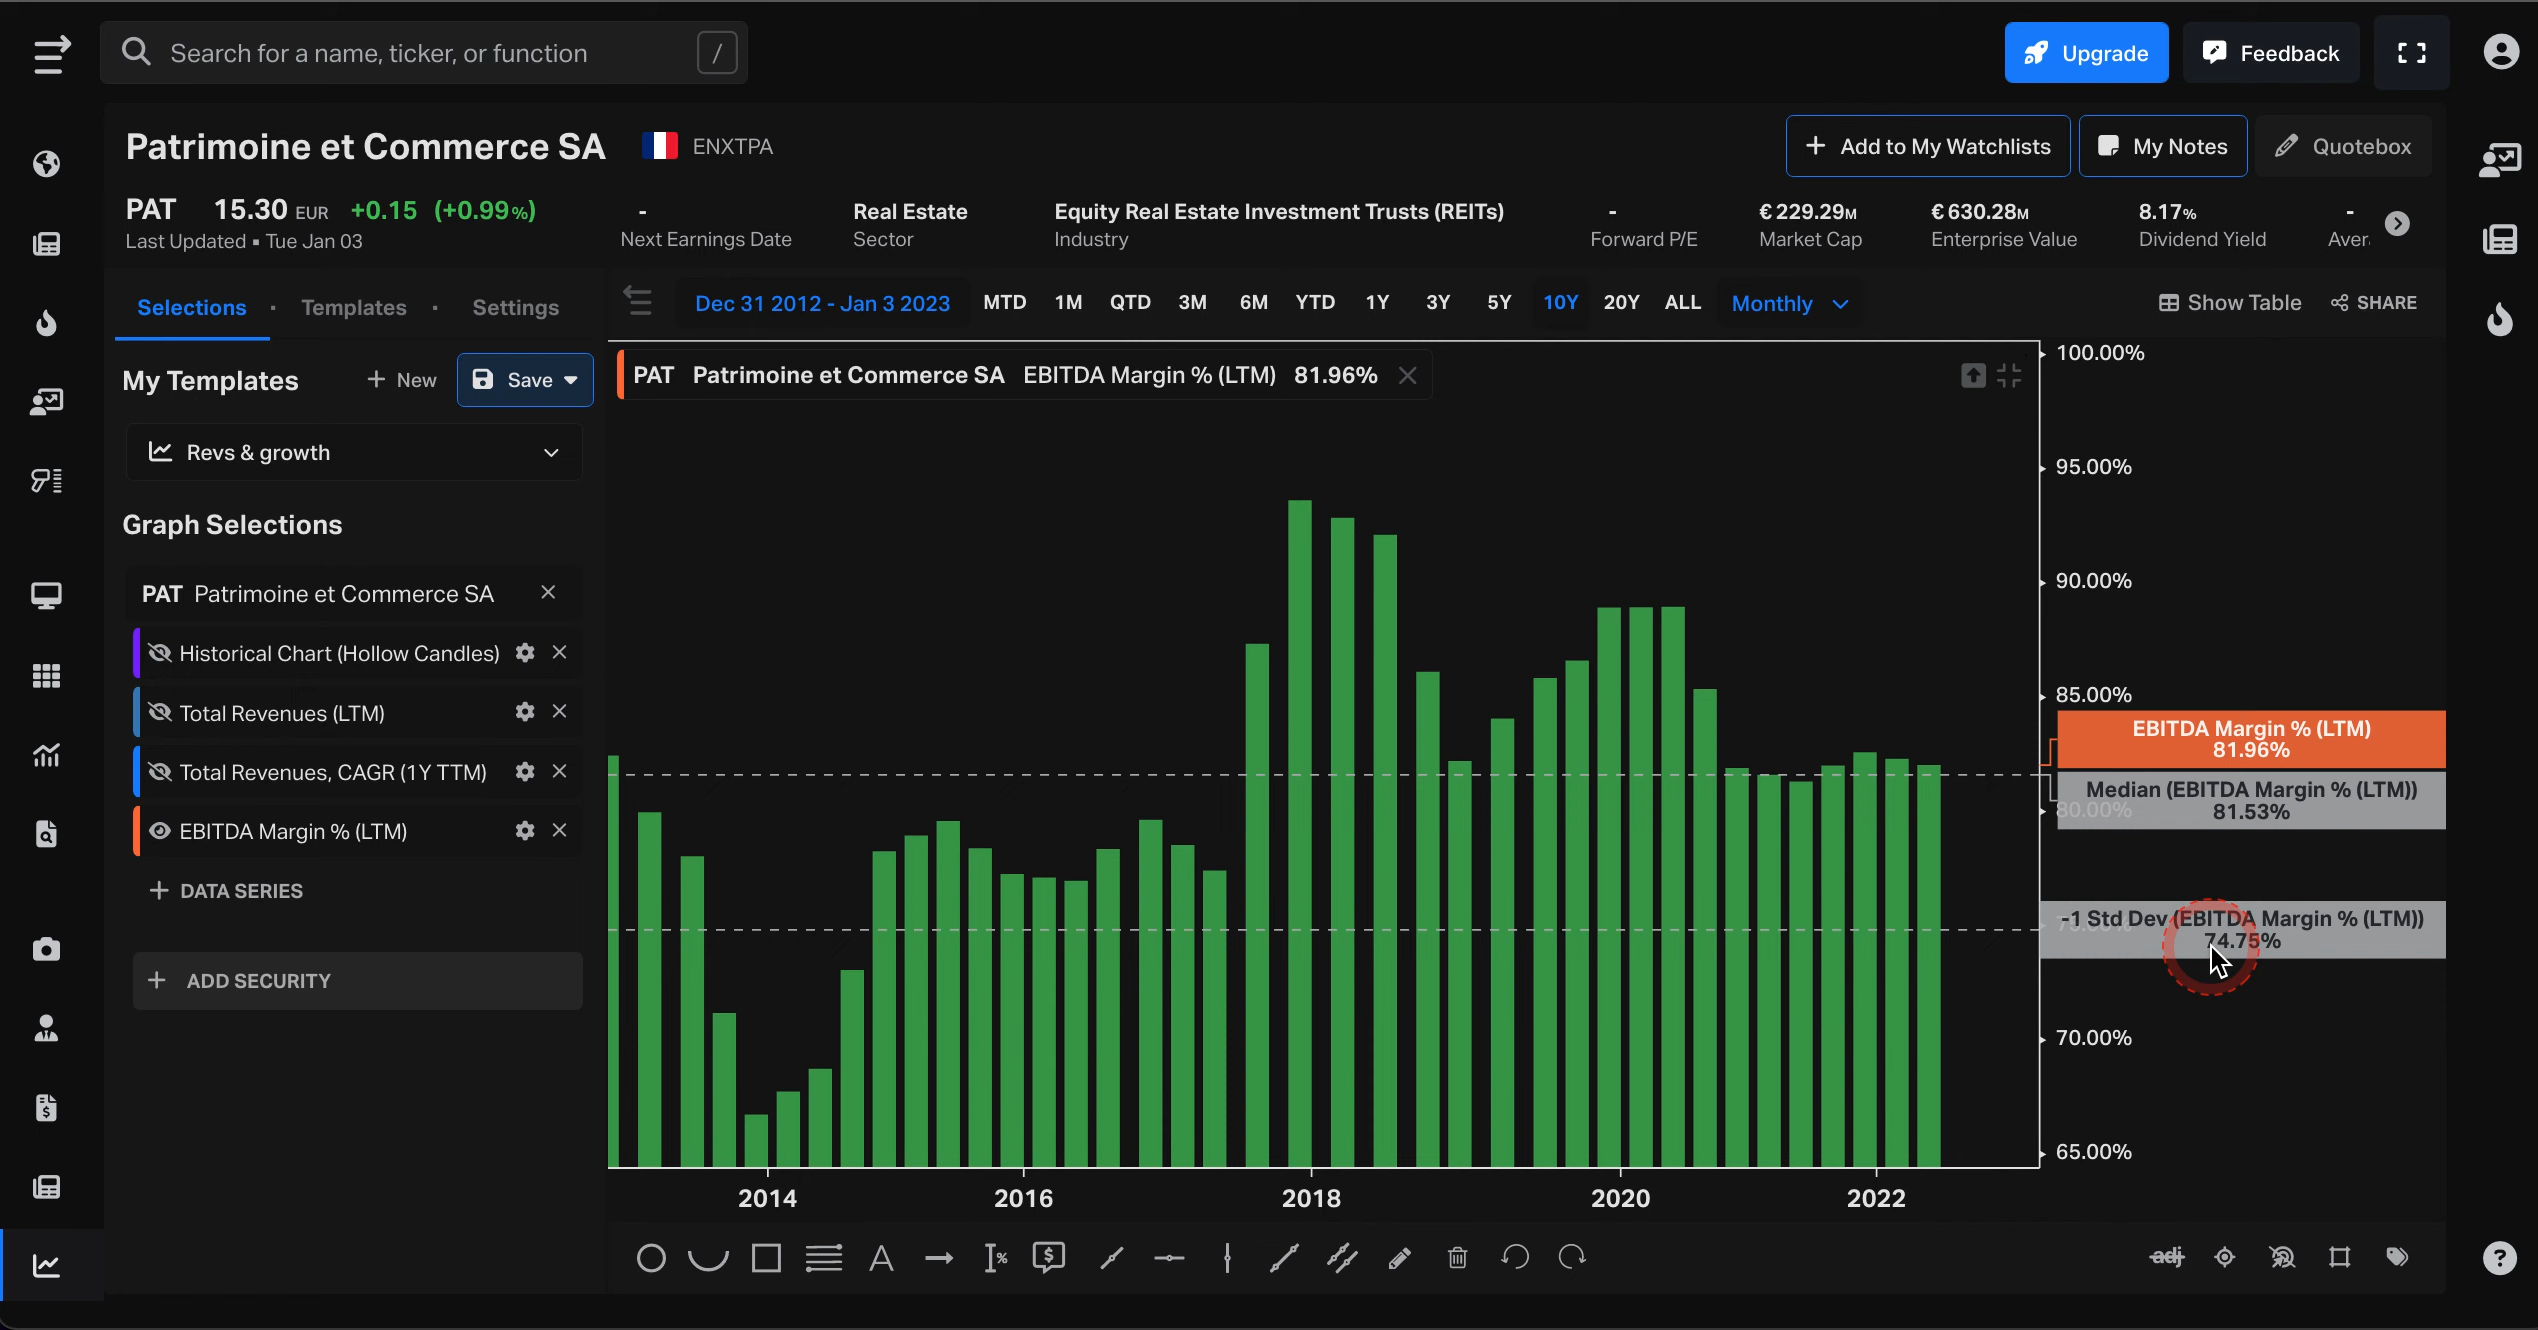 Search for a name, ticker, or function
/
Upgrade
Feedback
Patrimoine et Commerce SA
ENXTPA
+ Add to My Watchlists
My Notes
Quotebox
PAT 15.30 EUR +0.15 (+0.99%)
Last Updated ▪ Tue Jan 03
-
Next Earnings Date
Real Estate
Sector
Equity Real Estate Investment Trusts (REITs)
Industry
-
Forward P/E
€ 229.29M
Market Cap
€ 630.28M
Enterprise Value
8.17%
Dividend Yield
-
Aver.
Selections · Templates · Settings
Dec 31 2012 - Jan 3 2023 MTD 1M QTD 3M 6M YTD 1Y 3Y 5Y 10Y 20Y ALL Monthly
Show Table
SHARE
My Templates
+ New
Save
Revs & growth
Graph Selections
PAT Patrimoine et Commerce SA
Historical Chart (Hollow Candles)
Total Revenues (LTM)
Total Revenues, CAGR (1Y TTM)
EBITDA Margin % (LTM)
+ DATA SERIES
+ ADD SECURITY
PAT Patrimoine et Commerce SA EBITDA Margin % (LTM) 81.96%
100.00%
95.00%
90.00%
85.00%
EBITDA Margin % (LTM)
81.96%
Median (EBITDA Margin % (LTM))
80.00%
81.53%
-1 Std Dev (EBITDA Margin % (LTM))
75.00%
74.75%
70.00%
65.00%
2014 2016 2018 2020 2022
A
%
$
adj
?